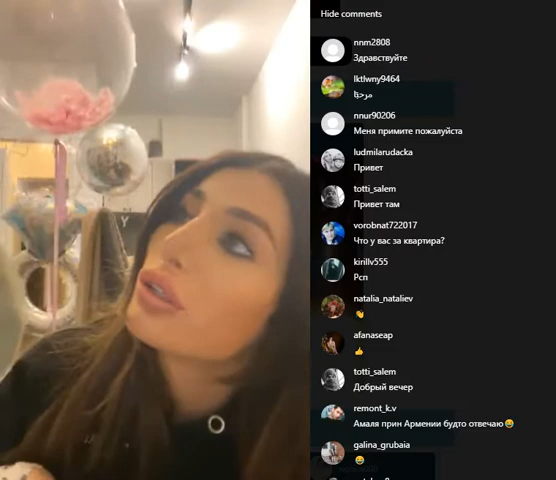 Hide comments
nnm2808
Здравствуйте
lktlwny9464
nnur90206
Меня примите пожалуйста
ludmilarudacka
Привет
totti_salem
Привет там
vorobnat722017
Что у вас за квартира?
kirillv555
Рсп
natalia_nataliev
👏
afanaseap
👍
totti_salem
Добрый вечер
remont_k.v
Амаля прин Армении будто отвечаю😂
galina_grubaia
😂